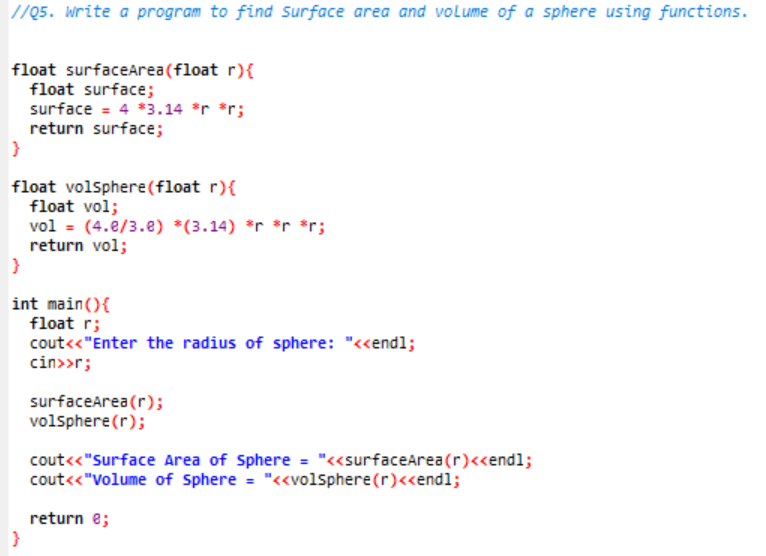 //Q5. Write a program to find Surface area and volume of a sphere using functions.
float surfaceArea(float r){
float surface;
surface = 4 *3.14 *r *r;
return surface;
}
float volSphere(float r){
float vol;
vol = (4.0/3.0) *(3.14) *r *r *r;
return vol;
}
int main(){
float r;
cout<<"Enter the radius of sphere: "<<endl;
cin>>r;
surfaceArea(r);
volSphere(r);
cout<<"Surface Area of Sphere = "<<surfaceArea(r)<<endl;
cout<<"Volume of Sphere = "<<volSphere(r)<<endl;
return 0;
}